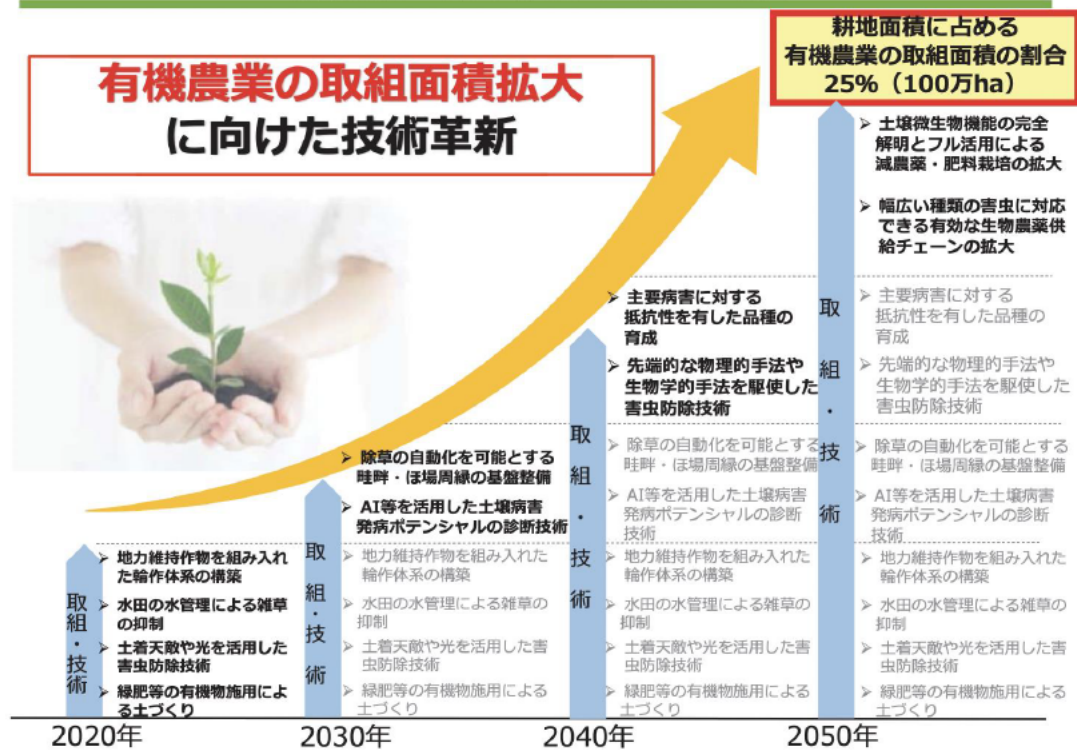 有機農業の取組面積拡大
に向けた技術革新
耕地面積に占める
有機農業の取組面積の割合
25%（100万ha）
取組・技術
➢ 地力維持作物を組み入れ
た輪作体系の構築
➢ 水田の水管理による雑草
の抑制
➢ 土着天敵や光を活用した
害虫防除技術
➢ 緑肥等の有機物施用によ
る土づくり
2020年
取組・技術
➢ 除草の自動化を可能とする
畦畔・ほ場周縁の基盤整備
➢ AI等を活用した土壌病害
発病ポテンシャルの診断技術
➢ 地力維持作物を組み入れた
輪作体系の構築
➢ 水田の水管理による雑草の
抑制
➢ 土着天敵や光を活用した害
虫防除技術
➢ 緑肥等の有機物施用による
土づくり
2030年
取組・技術
➢ 主要病害に対する
抵抗性を有した品種の
育成
➢ 先端的な物理的手法や
生物学的手法を駆使した
害虫防除技術
➢ 除草の自動化を可能とする
畦畔・ほ場周縁の基盤整備
➢ AI等を活用した土壌病害
発病ポテンシャルの診断
技術
➢ 地力維持作物を組み入れた
輪作体系の構築
➢ 水田の水管理による雑草の
抑制
➢ 土着天敵や光を活用した害
虫防除技術
➢ 緑肥等の有機物施用による
土づくり
2040年
取組・技術
➢ 土壌微生物機能の完全
解明とフル活用による
減農薬・肥料栽培の拡大
➢ 幅広い種類の害虫に対応
できる有効な生物農薬供
給チェーンの拡大
➢ 主要病害に対する
抵抗性を有した品種の
育成
➢ 先端的な物理的手法や
生物学的手法を駆使した
害虫防除技術
➢ 除草の自動化を可能とする
畦畔・ほ場周縁の基盤整備
➢ AI等を活用した土壌病害
発病ポテンシャルの診断
技術
➢ 地力維持作物を組み入れた
輪作体系の構築
➢ 水田の水管理による雑草の
抑制
➢ 土着天敵や光を活用した害
虫防除技術
➢ 緑肥等の有機物施用による
土づくり
2050年